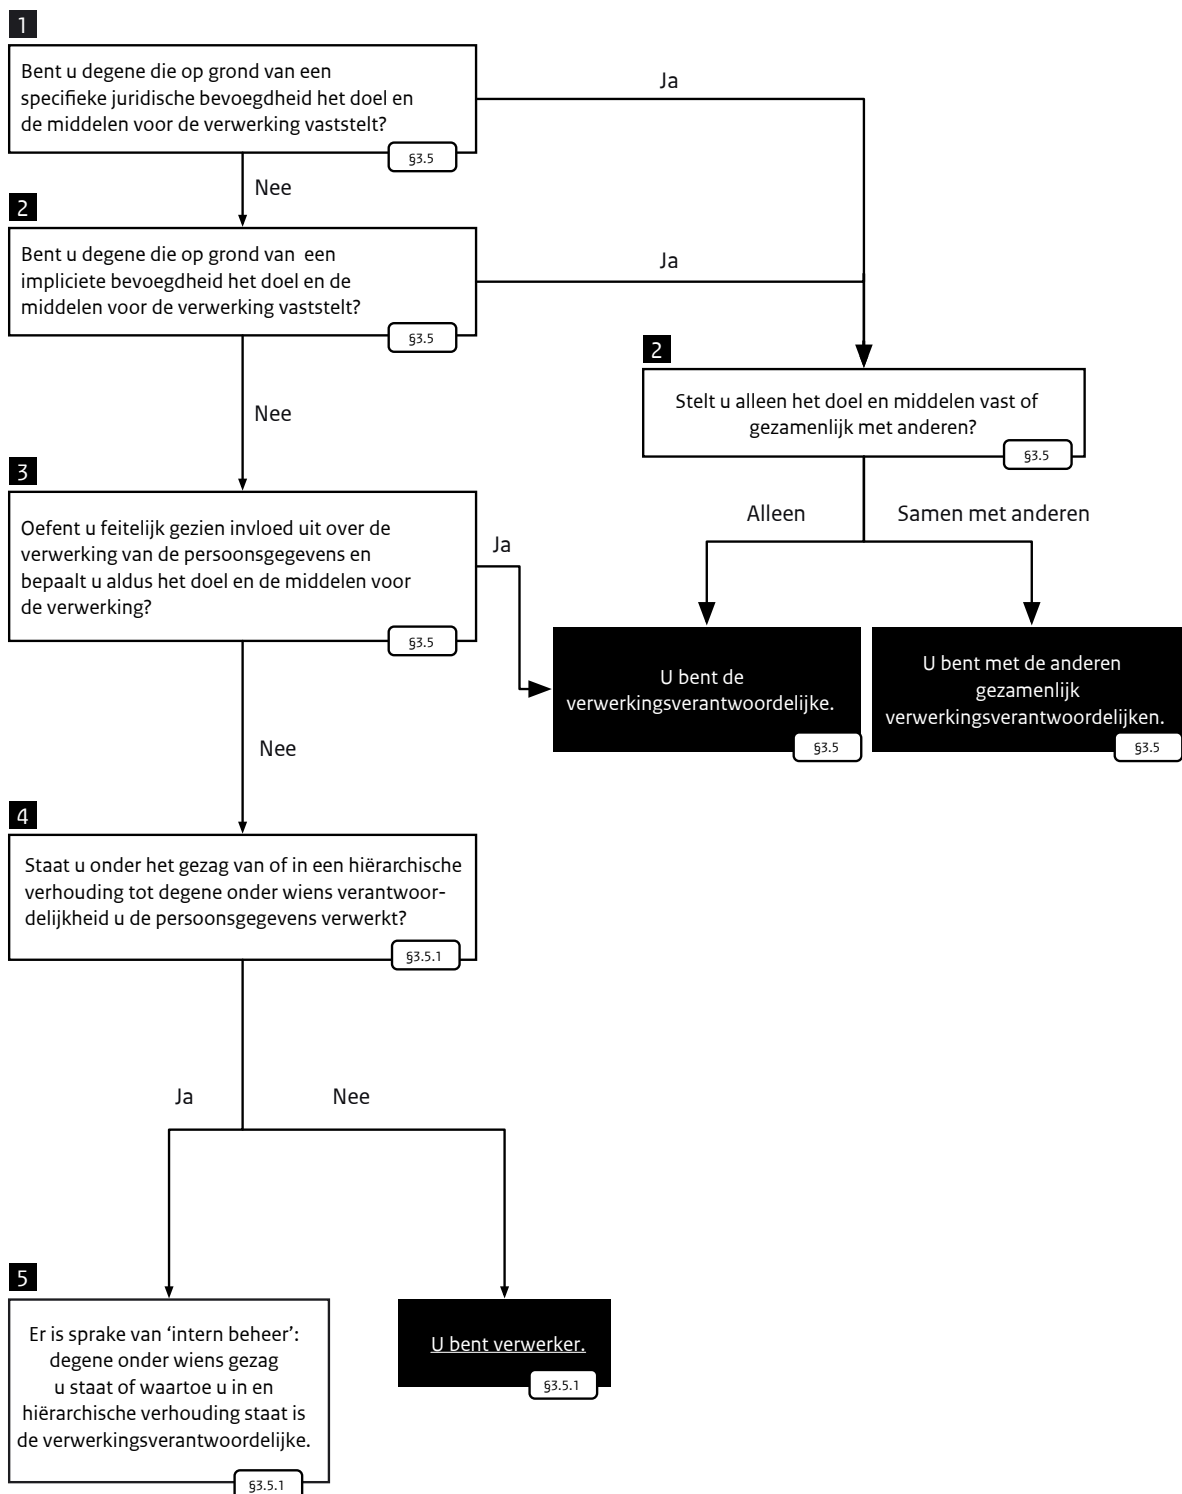 1
Bent u degene die op grond van een
specifieke juridische bevoegdheid het doel en
de middelen voor de verwerking vaststelt?
§3.5
Ja
Nee
2
Bent u degene die op grond van een
impliciete bevoegdheid het doel en de
middelen voor de verwerking vaststelt?
§3.5
Ja
Nee
2
Stelt u alleen het doel en middelen vast of
gezamenlijk met anderen?
§3.5
Alleen
Samen met anderen
3
Oefent u feitelijk gezien invloed uit over de
verwerking van de persoonsgegevens en
bepaalt u aldus het doel en de middelen voor
de verwerking?
§3.5
Ja
Nee
U bent de
verwerkingsverantwoordelijke.
§3.5
U bent met de anderen
gezamenlijk
verwerkingsverantwoordelijken.
§3.5
4
Staat u onder het gezag van of in een hiërarchische
verhouding tot degene onder wiens verantwoor-
delijkheid u de persoonsgegevens verwerkt?
§3.5.1
Ja
Nee
5
Er is sprake van ‘intern beheer’:
degene onder wiens gezag
u staat of waartoe u in en
hiërarchische verhouding staat is
de verwerkingsverantwoordelijke.
§3.5.1
U bent verwerker.
§3.5.1